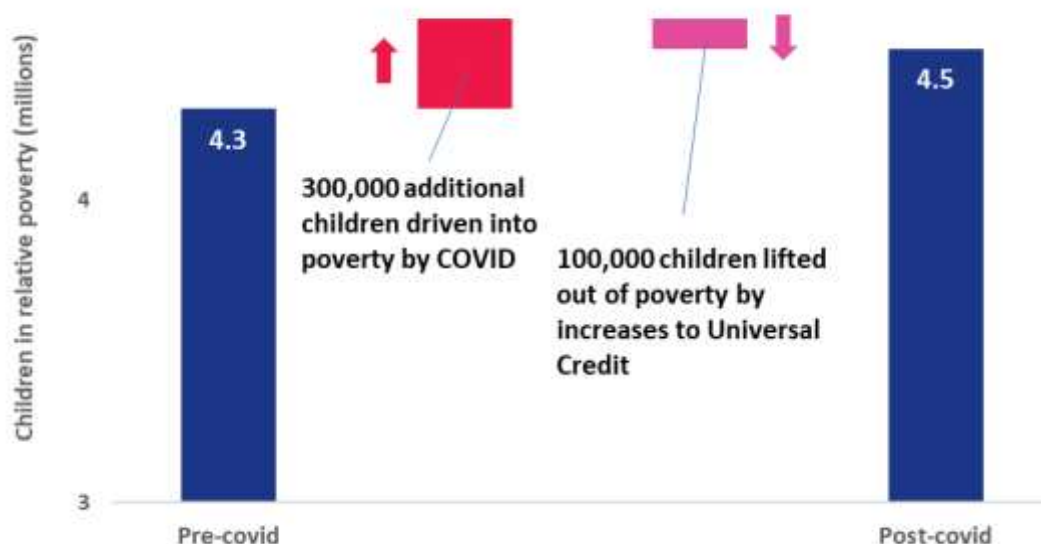 Children in relative poverty (millions)
4
3
4.3
300,000 additional
children driven into
poverty by COVID
100,000 children lifted
out of poverty by
increases to Universal
Credit
4.5
Pre-covid
Post-covid